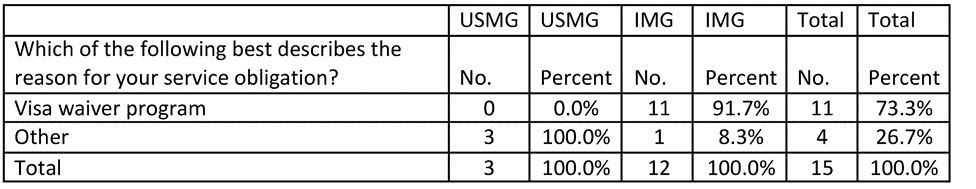 USMG USMG IMG IMG Total Total
Which of the following best describes the
reason for your service obligation? No. Percent No. Percent No. Percent
Visa waiver program 0 0.0% 11 91.7% 11 73.3%
Other 3 100.0% 1 8.3% 4 26.7%
Total 3 100.0% 12 100.0% 15 100.0%